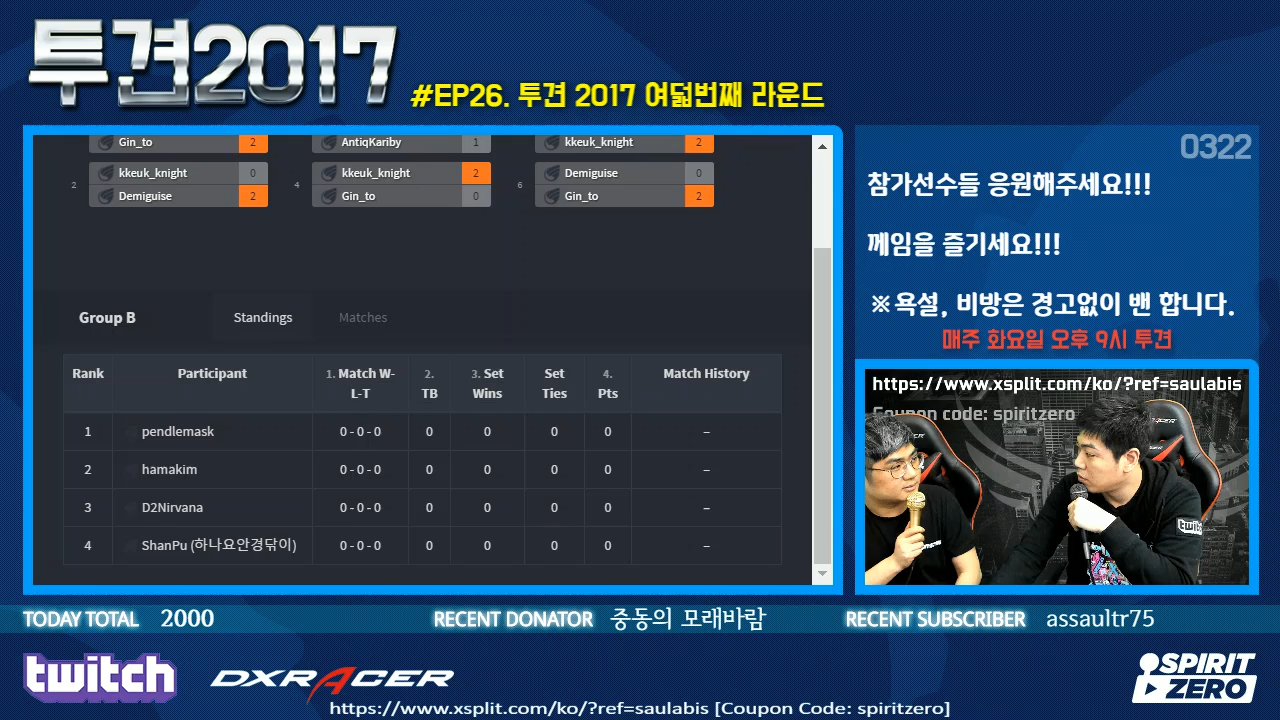 투견2017
#EP26. 투견 2017 여덟번째 라운드
0322
참가선수들 응원해주세요!!!
께임을 즐기세요!!!
※욕설, 비방은 경고없이 밴 합니다.
매주 화요일 오후 9시 투견
Gin_to 2
AntiqKariby 1
kkeuk_knight 2
2 kkeuk_knight 0
Demiguise 2
4 kkeuk_knight 2
Gin_to 0
6 Demiguise 0
Gin_to 2
Group B Standings Matches
Rank Participant 1. Match W-L-T 2. TB 3. Set Wins Set Ties 4. Pts Match History
1 pendlemask 0 - 0 - 0 0 0 0 0 –
2 hamakim 0 - 0 - 0 0 0 0 0 –
3 D2Nirvana 0 - 0 - 0 0 0 0 0 –
4 ShanPu (하나요안경닦이) 0 - 0 - 0 0 0 0 0 –
https://www.xsplit.com/ko/?ref=saulabis
Coupon code: spiritzero
twitch
TODAY TOTAL 2000
RECENT DONATOR 중동의 모래바람
RECENT SUBSCRIBER assaultr75
twitch
DXRACER
SPIRIT ZERO
https://www.xsplit.com/ko/?ref=saulabis [Coupon Code: spiritzero]